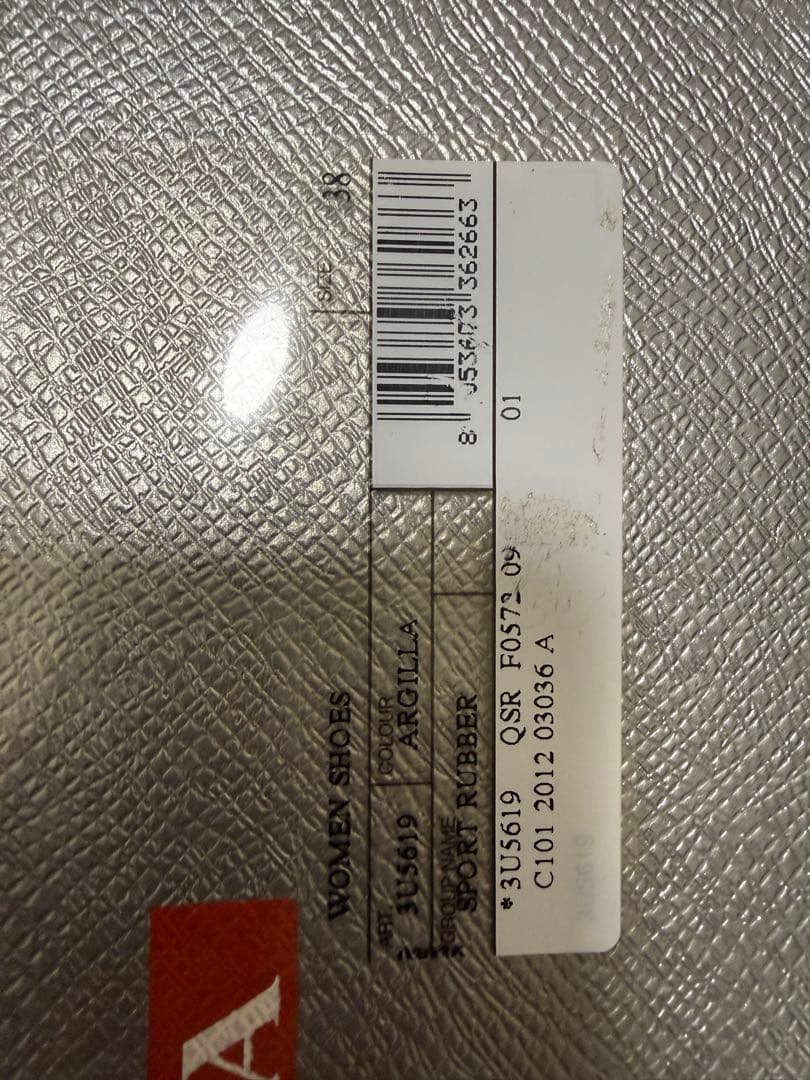 A
WOMEN SHOES
SIZE
38
ART.
COLOUR
3U5619
ARGILLA
GROUP NAME
SPORT RUBBER
362663
*3U5619 QSR F0572 09 01
C101 2012 03036 A